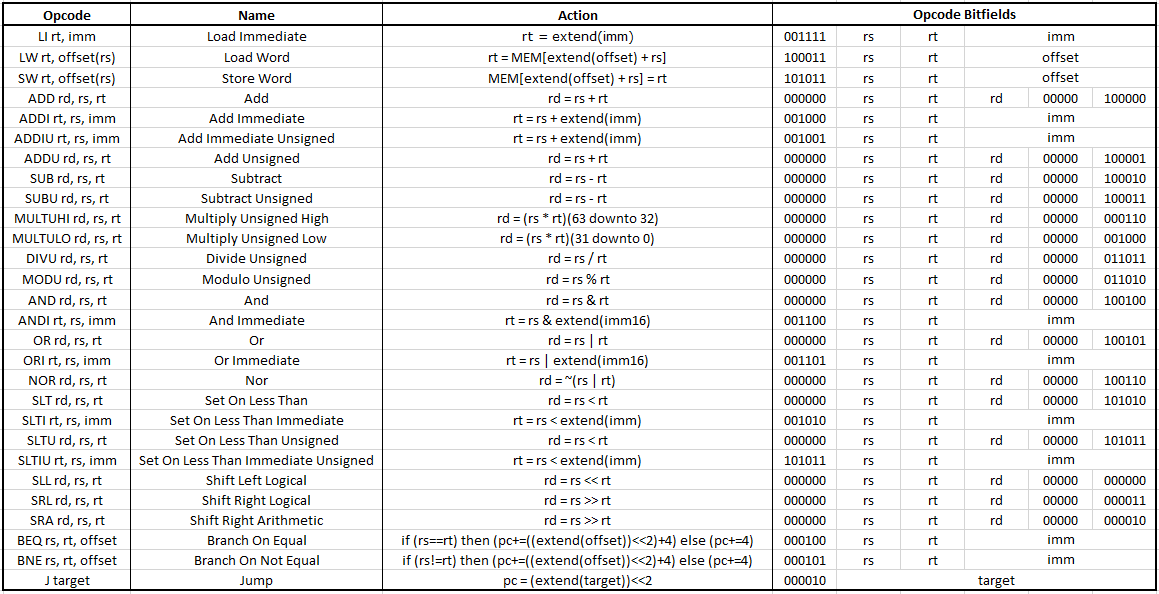 Opcode Name Action Opcode Bitfields
LI rt, imm Load Immediate rt = extend(imm) 001111 rs rt imm
LW rt, offset(rs) Load Word rt = MEM[extend(offset) + rs] 100011 rs rt offset
SW rt, offset(rs) Store Word MEM[extend(offset) + rs] = rt 101011 rs rt offset
ADD rd, rs, rt Add rd = rs + rt 000000 rs rt rd 00000 100000
ADDI rt, rs, imm Add Immediate rt = rs + extend(imm) 001000 rs rt imm
ADDIU rt, rs, imm Add Immediate Unsigned rt = rs + extend(imm) 001001 rs rt imm
ADDU rd, rs, rt Add Unsigned rd = rs + rt 000000 rs rt rd 00000 100001
SUB rd, rs, rt Subtract rd = rs - rt 000000 rs rt rd 00000 100010
SUBU rd, rs, rt Subtract Unsigned rd = rs - rt 000000 rs rt rd 00000 100011
MULTUHI rd, rs, rt Multiply Unsigned High rd = (rs * rt)(63 downto 32) 000000 rs rt rd 00000 000110
MULTULO rd, rs, rt Multiply Unsigned Low rd = (rs * rt)(31 downto 0) 000000 rs rt rd 00000 001000
DIVU rd, rs, rt Divide Unsigned rd = rs / rt 000000 rs rt rd 00000 011011
MODU rd, rs, rt Modulo Unsigned rd = rs % rt 000000 rs rt rd 00000 011010
AND rd, rs, rt And rd = rs & rt 000000 rs rt rd 00000 100100
ANDI rt, rs, imm And Immediate rt = rs & extend(imm16) 001100 rs rt imm
OR rd, rs, rt Or rd = rs | rt 000000 rs rt rd 00000 100101
ORI rt, rs, imm Or Immediate rt = rs | extend(imm16) 001101 rs rt imm
NOR rd, rs, rt Nor rd = ~(rs | rt) 000000 rs rt rd 00000 100110
SLT rd, rs, rt Set On Less Than rd = rs < rt 000000 rs rt rd 00000 101010
SLTI rt, rs, imm Set On Less Than Immediate rt = rs < extend(imm) 001010 rs rt imm
SLTU rd, rs, rt Set On Less Than Unsigned rd = rs < rt 000000 rs rt rd 00000 101011
SLTIU rt, rs, imm Set On Less Than Immediate Unsigned rt = rs < extend(imm) 101011 rs rt imm
SLL rd, rs, rt Shift Left Logical rd = rs << rt 000000 rs rt rd 00000 000000
SRL rd, rs, rt Shift Right Logical rd = rs >> rt 000000 rs rt rd 00000 000011
SRA rd, rs, rt Shift Right Arithmetic rd = rs >> rt 000000 rs rt rd 00000 000010
BEQ rs, rt, offset Branch On Equal if (rs==rt) then (pc+=((extend(offset))<<2)+4) else (pc+=4) 000100 rs rt imm
BNE rs, rt, offset Branch On Not Equal if (rs!=rt) then (pc+=((extend(offset))<<2)+4) else (pc+=4) 000101 rs rt imm
J target Jump pc = (extend(target))<<2 000010 target